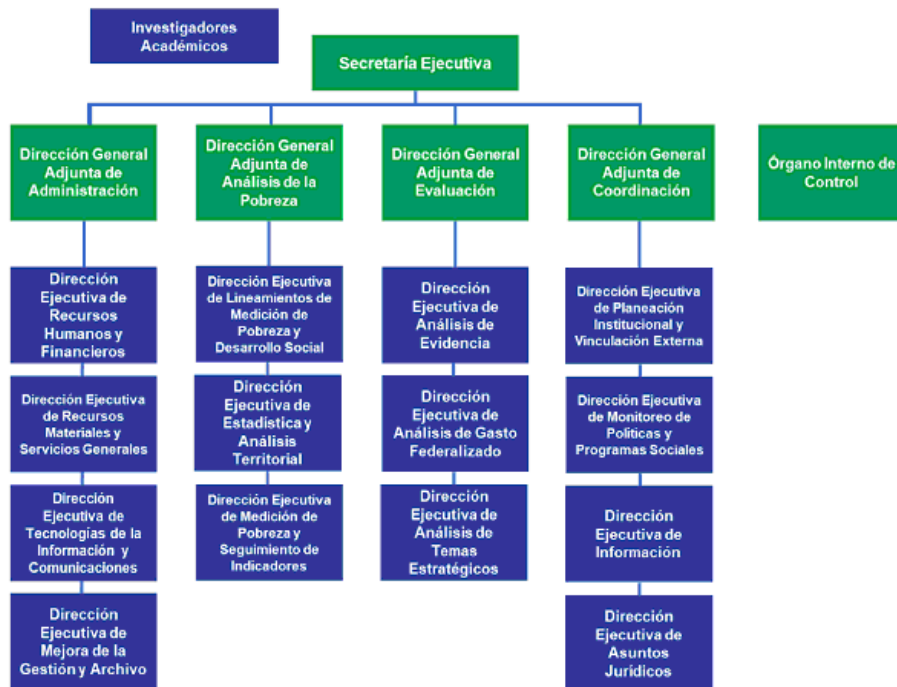 Investigadores
Académicos
Secretaría Ejecutiva
Dirección General
Adjunta de
Administración
Dirección General
Adjunta de
Análisis de la
Pobreza
Dirección General
Adjunta de
Evaluación
Dirección General
Adjunta de
Coordinación
Órgano Interno de
Control
Dirección
Ejecutiva de
Recursos
Humanos y
Financieros
Dirección Ejecutiva
de Lineamientos de
Medición de
Pobreza y
Desarrollo Social
Dirección
Ejecutiva de
Análisis de
Evidencia
Dirección Ejecutiva
de Planeación
Institucional y
Vinculación Externa
Dirección Ejecutiva
de Recursos
Materiales y
Servicios Generales
Dirección
Ejecutiva de
Estadística y
Análisis
Territorial
Dirección
Ejecutiva de
Análisis de Gasto
Federalizado
Dirección Ejecutiva
de Monitoreo de
Políticas y
Programas Sociales
Dirección
Ejecutiva de
Tecnologías de la
Información y
Comunicaciones
Dirección Ejecutiva
de Medición de
Pobreza y
Seguimiento de
Indicadores
Dirección
Ejecutiva de
Análisis de
Temas
Estratégicos
Dirección
Ejecutiva de
Información
Dirección
Ejecutiva de
Mejora de la
Gestión y Archivo
Dirección
Ejecutiva de
Asuntos
Jurídicos